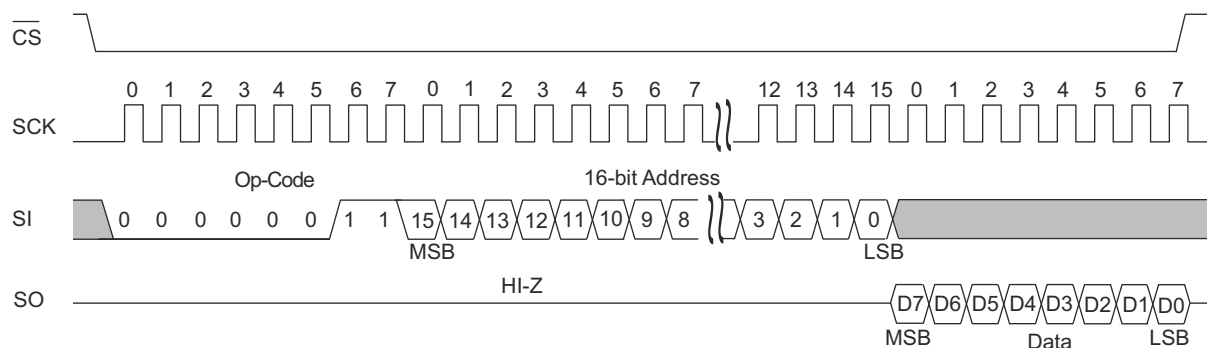 CS
0 1 2 3 4 5 6 7 0 1 2 3 4 5 6 7 12 13 14 15 0 1 2 3 4 5 6 7
SCK
Op-Code 16-bit Address
SI 0 0 0 0 0 0 1 1 15 14 13 12 11 10 9 8 3 2 1 0
MSB LSB
HI-Z
SO D7 D6 D5 D4 D3 D2 D1 D0
MSB Data LSB